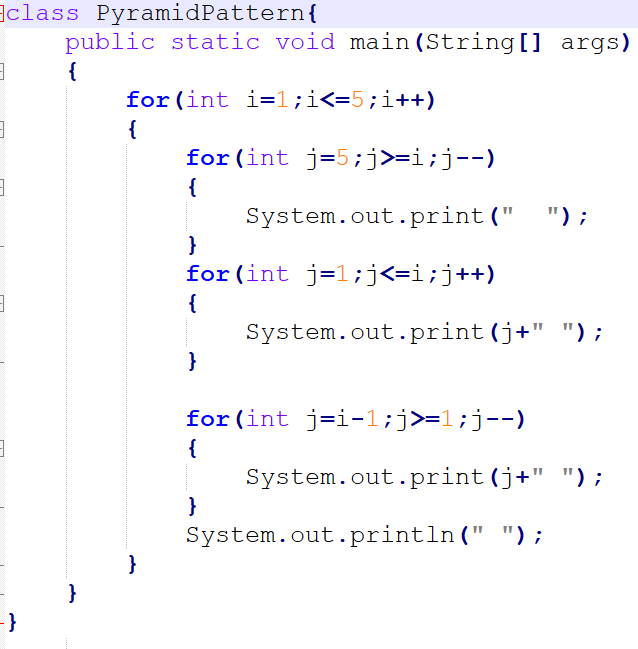 class PyramidPattern{
    public static void main(String[] args)
    {
        for(int i=1;i<=5;i++)
        {
            for(int j=5;j>=i;j--)
            {
                System.out.print("  ");
            }
            for(int j=1;j<=i;j++)
            {
                System.out.print(j+" ");
            }

            for(int j=i-1;j>=1;j--)
            {
                System.out.print(j+" ");
            }
            System.out.println(" ");
        }
    }
}